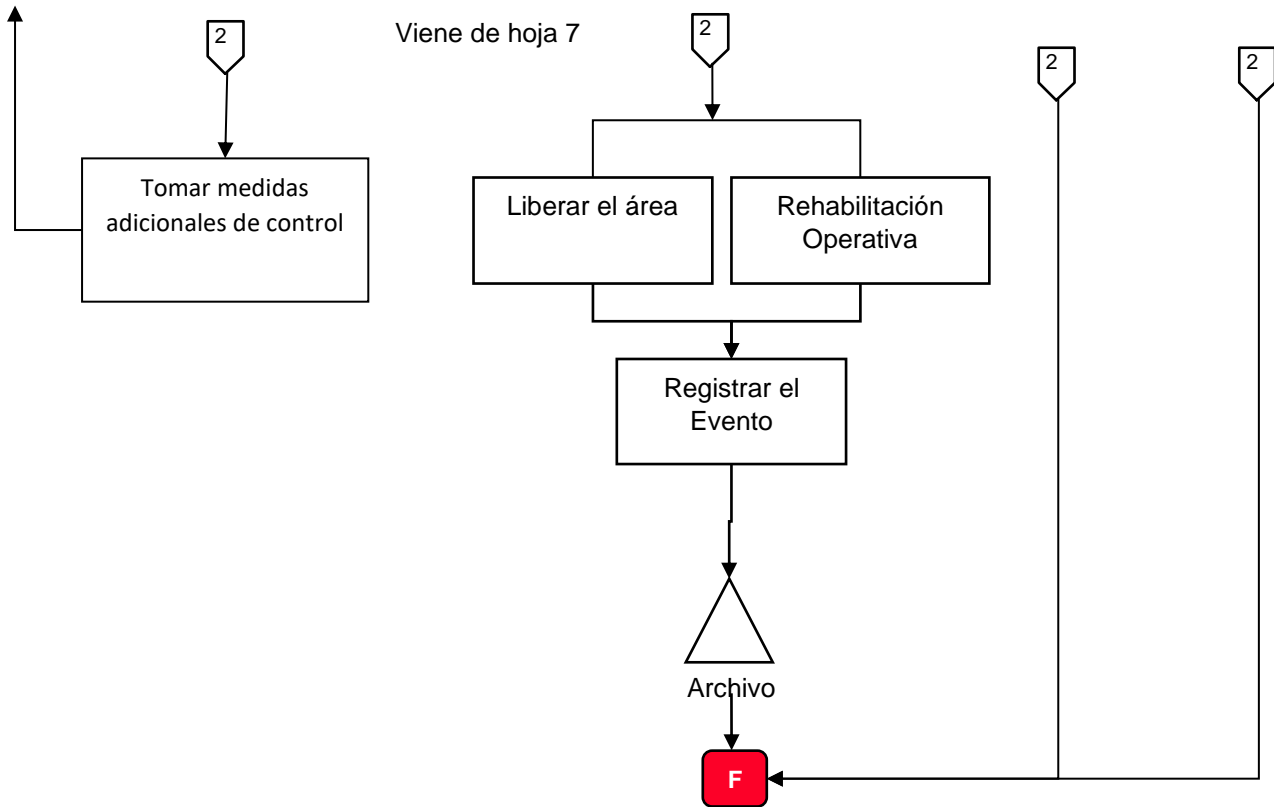 2
Viene de hoja 7
2
2
2
Tomar medidas
adicionales de control
Liberar el área
Rehabilitación
Operativa
Registrar el
Evento
Archivo
F